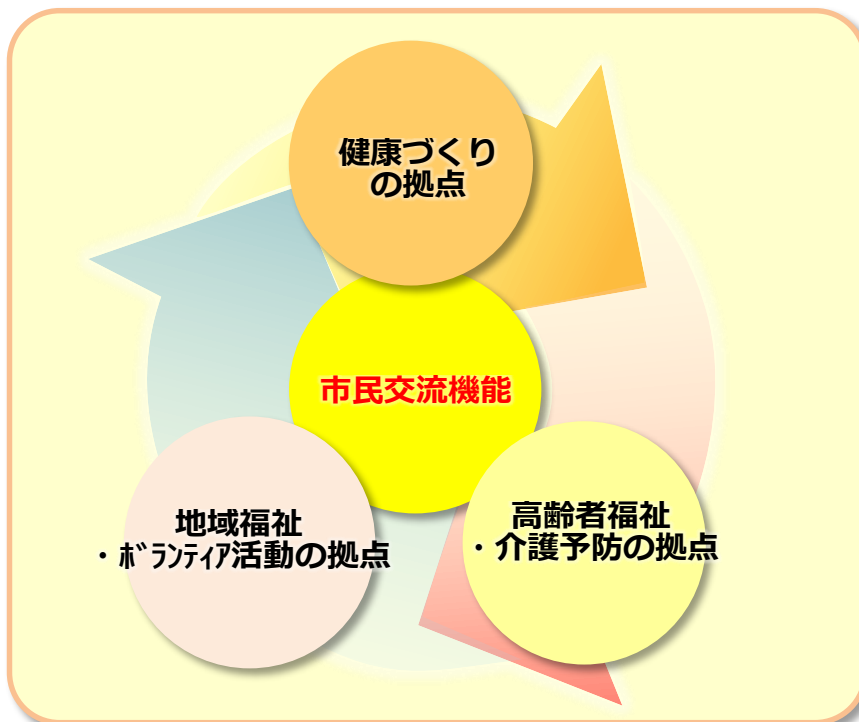 健康づくり
の拠点
市民交流機能
地域福祉
・ﾎﾞﾗﾝﾃｨｱ活動の拠点
高齢者福祉
・介護予防の拠点